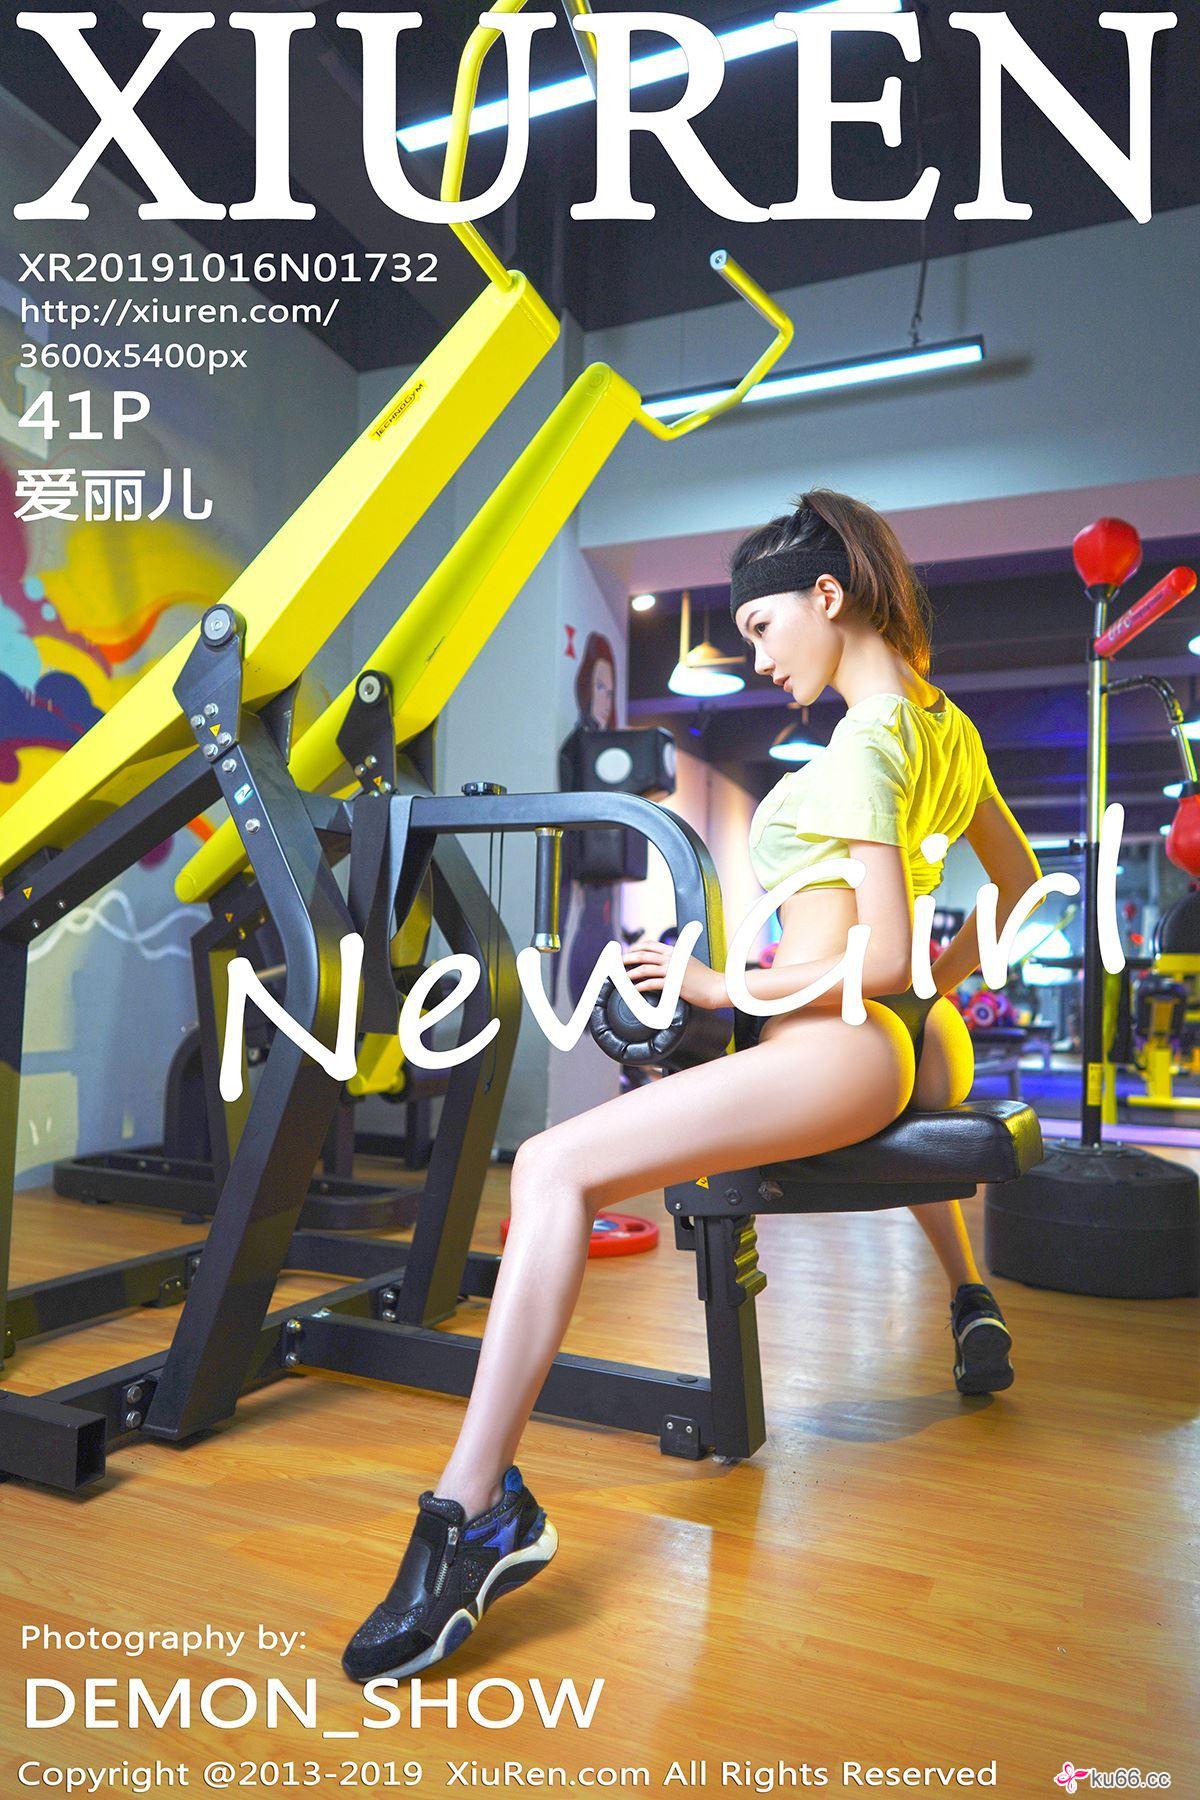 XIUREN
XR20191016N01732
http://xiuren.com/
3600x5400px
41P
爱丽儿
TECHNOGYM
UFC
NewGirl
Photography by:
DEMON_SHOW
Copyright @2013-2019 XiuRen.com All Rights Reserved
ku66.cc